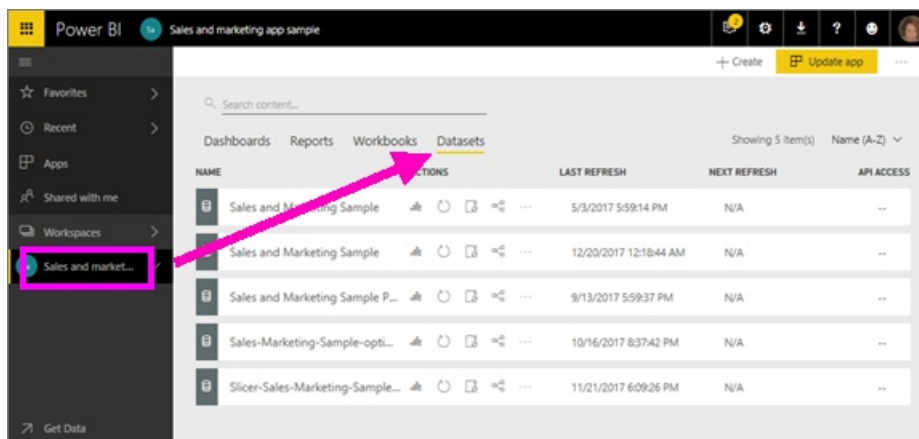 Power BI Sa Sales and marketing app sample 2 ?
+ Create Update app ...
Favorites
Recent
Apps
Shared with me
Workspaces
Sales and market...
Get Data
Search content...
Dashboards Reports Workbooks Datasets Showing 5 item(s) Name (A-Z)
NAME CTIONS LAST REFRESH NEXT REFRESH API ACCESS
Sales and Marketing Sample ... 5/3/2017 5:59:14 PM N/A --
Sales and Marketing Sample ... 12/20/2017 12:18:44 AM N/A --
Sales and Marketing Sample P... ... 9/13/2017 5:59:37 PM N/A --
Sales-Marketing-Sample-opti... ... 10/16/2017 8:37:42 PM N/A --
Slicer-Sales-Marketing-Sample... ... 11/21/2017 6:09:26 PM N/A --